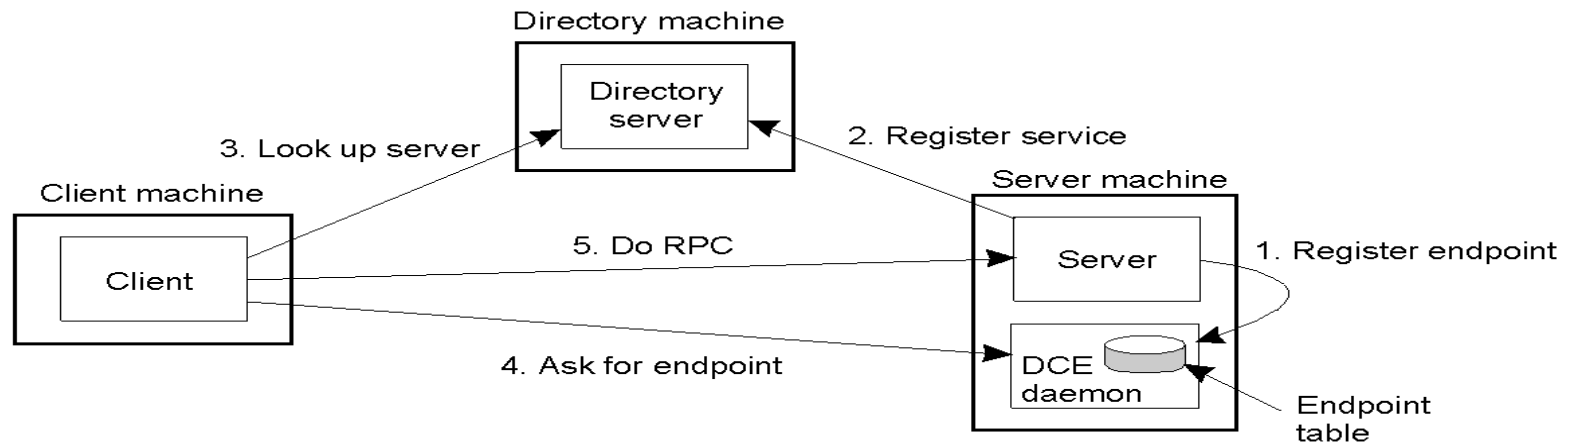 Directory machine
Directory
server
3. Look up server
2. Register service
Client machine
Server machine
5. Do RPC
1. Register endpoint
Client
Server
4. Ask for endpoint
DCE
daemon
Endpoint
table